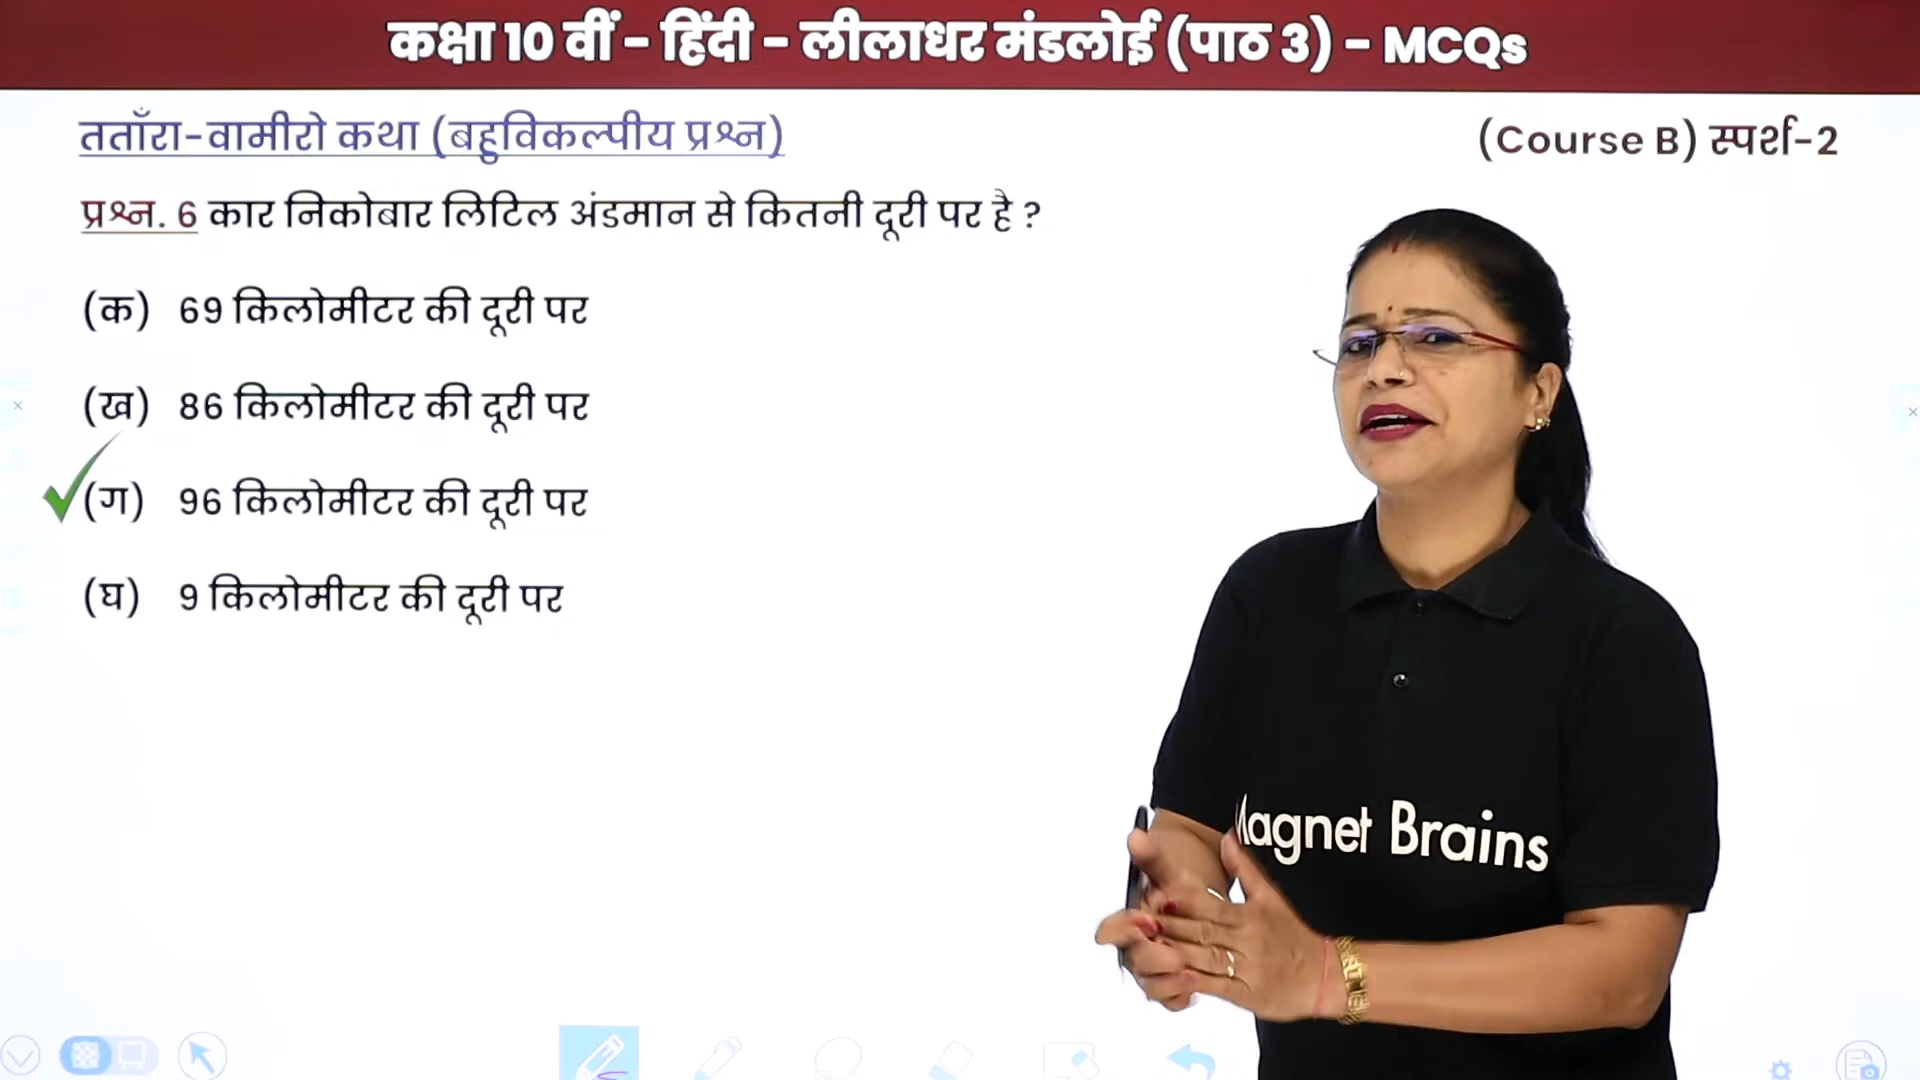 कक्षा 10 वीं - हिंदी - लीलाधर मंडलोई (पाठ 3) - MCQs
तताँरा-वामीरो कथा (बहुविकल्पीय प्रश्न)
(Course B) स्पर्श-2
प्रश्न. 6 कार निकोबार लिटिल अंडमान से कितनी दूरी पर है ?
(क) 69 किलोमीटर की दूरी पर
(ख) 86 किलोमीटर की दूरी पर
(ग) 96 किलोमीटर की दूरी पर
(घ) 9 किलोमीटर की दूरी पर
Magnet Brains